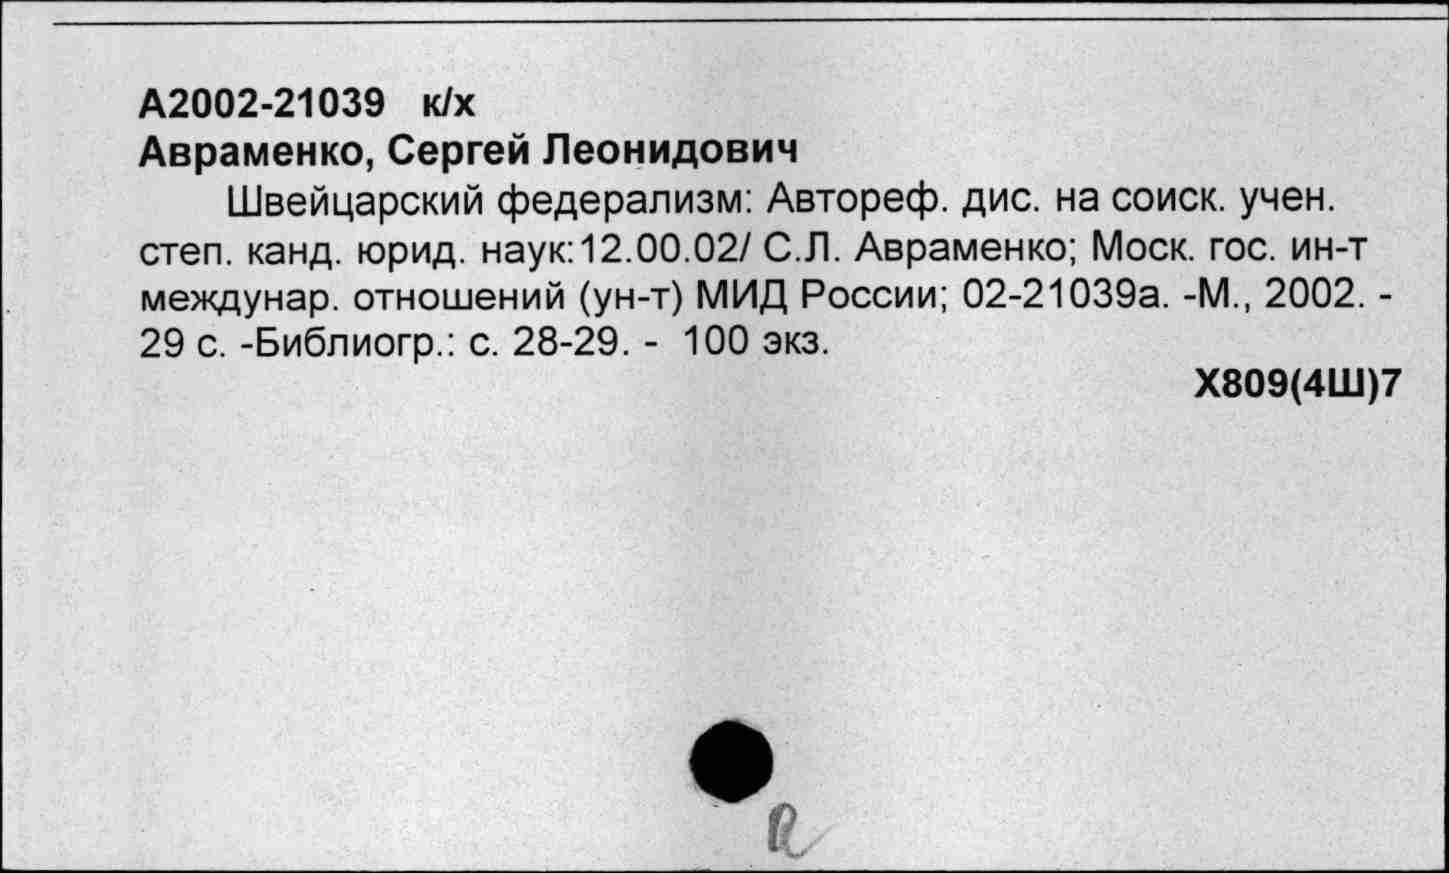 А2002-21039 к/х
Авраменко, Сергей Леонидович
Швейцарский федерализм: Автореф. дис. на соиск. учен.
степ. канд. юрид. наук:12.00.02/ С.Л. Авраменко; Моск. гос. ин-т
междунар. отношений (ун-т) МИД России; 02-21039а. -М., 2002. -
29 с. -Библиогр.: с. 28-29. - 100 экз.
Х809(4Ш)7